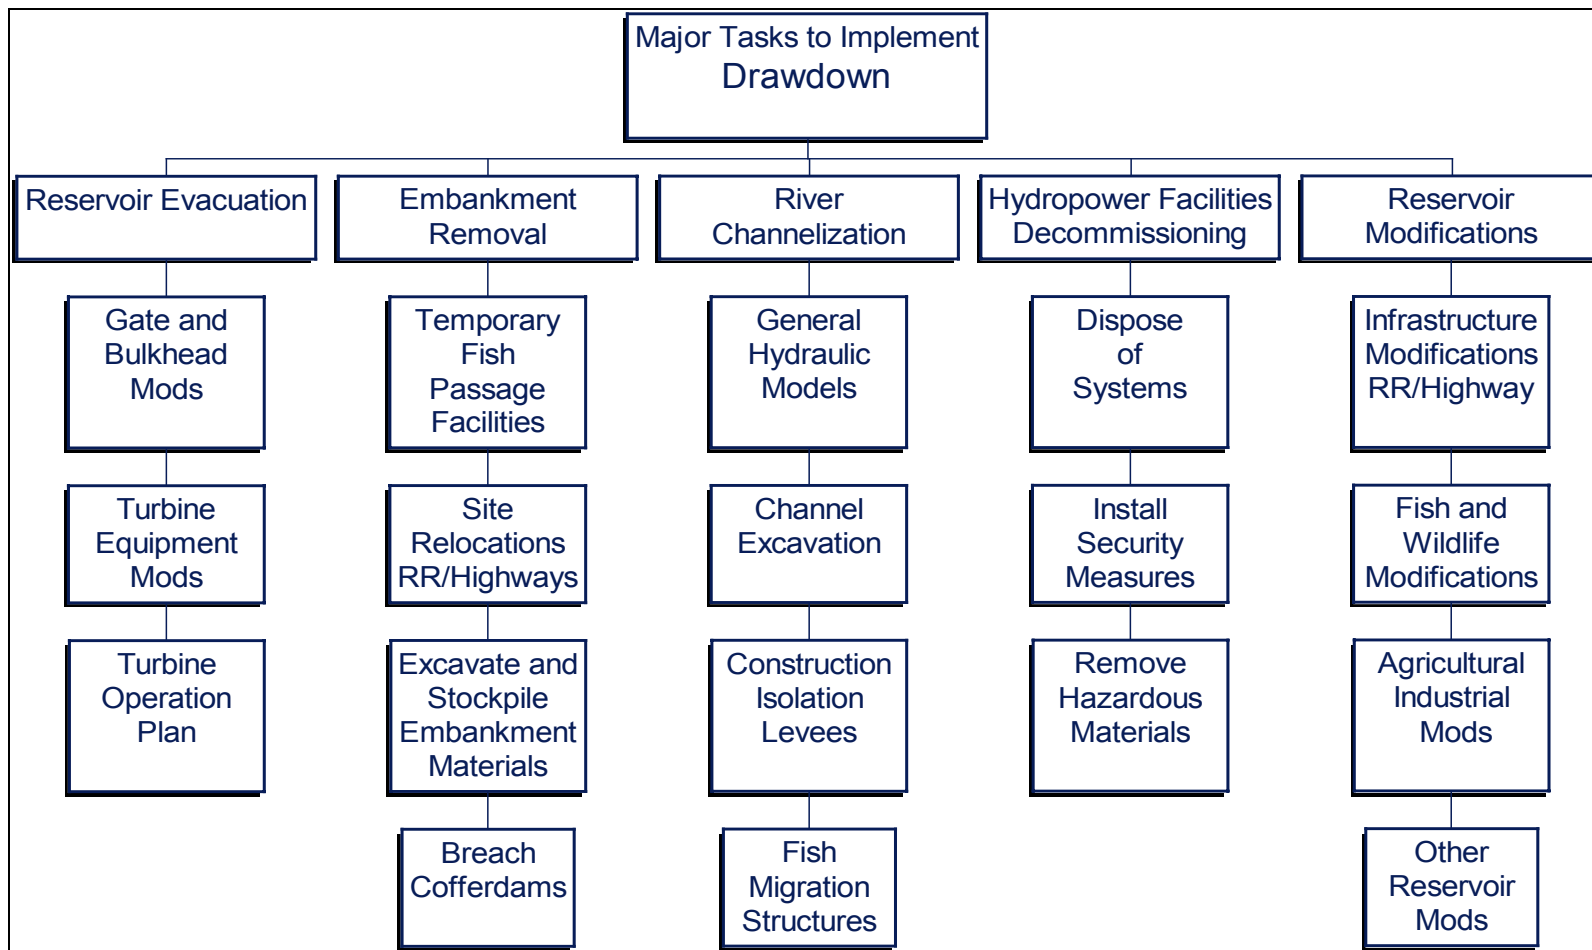 Major Tasks to Implement
Drawdown
Reservoir Evacuation
Embankment
Removal
River
Channelization
Hydropower Facilities
Decommissioning
Reservoir
Modifications
Gate and
Bulkhead
Mods
Temporary
Fish
Passage
Facilities
General
Hydraulic
Models
Dispose
of
Systems
Infrastructure
Modifications
RR/Highway
Turbine
Equipment
Mods
Site
Relocations
RR/Highways
Channel
Excavation
Install
Security
Measures
Fish and
Wildlife
Modifications
Turbine
Operation
Plan
Excavate and
Stockpile
Embankment
Materials
Construction
Isolation
Levees
Remove
Hazardous
Materials
Agricultural
Industrial
Mods
Breach
Cofferdams
Fish
Migration
Structures
Other
Reservoir
Mods